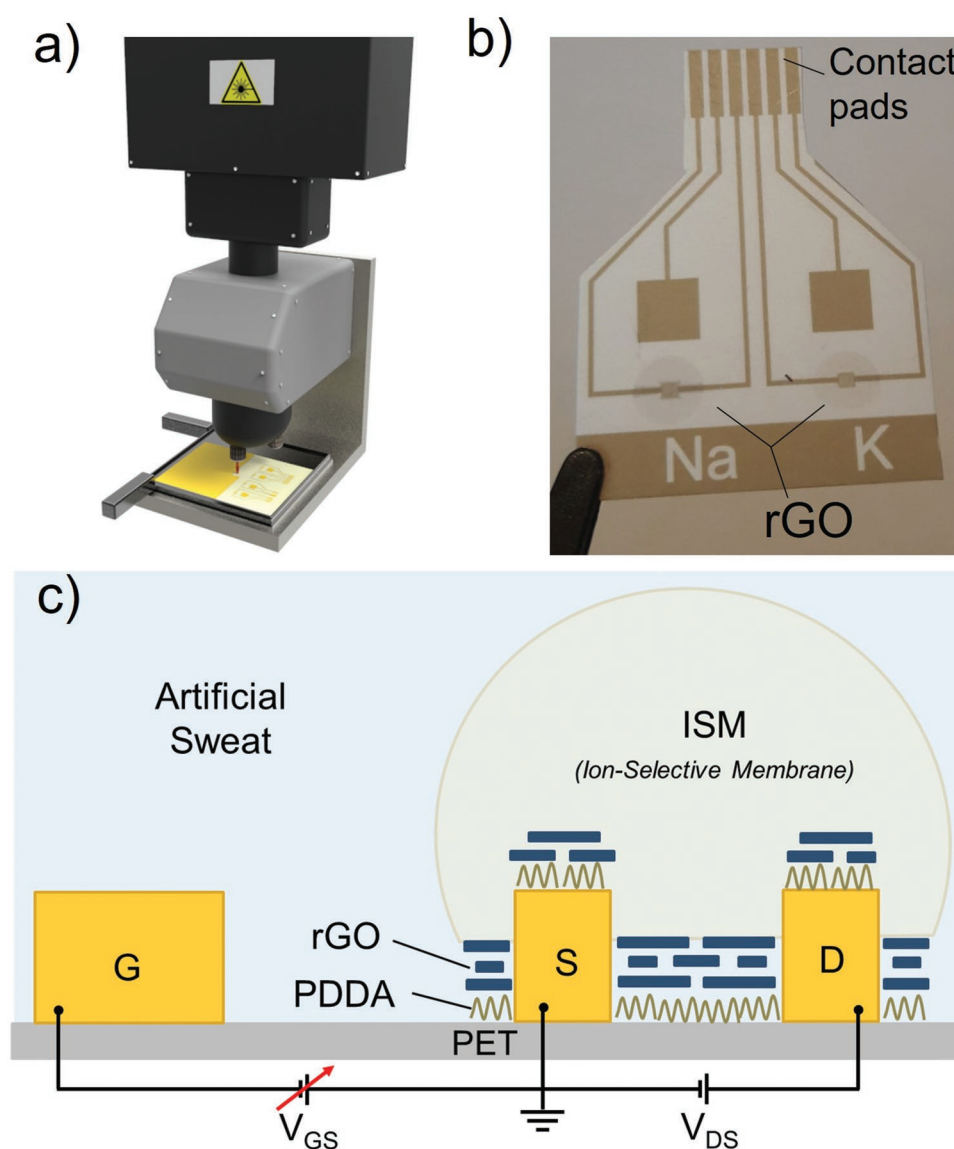 a)
b)
Contact
pads
Na
K
rGO
c)
Artificial
Sweat
ISM
(Ion-Selective Membrane)
G
rGO
S
D
PDDA
PET
VGS
VDS